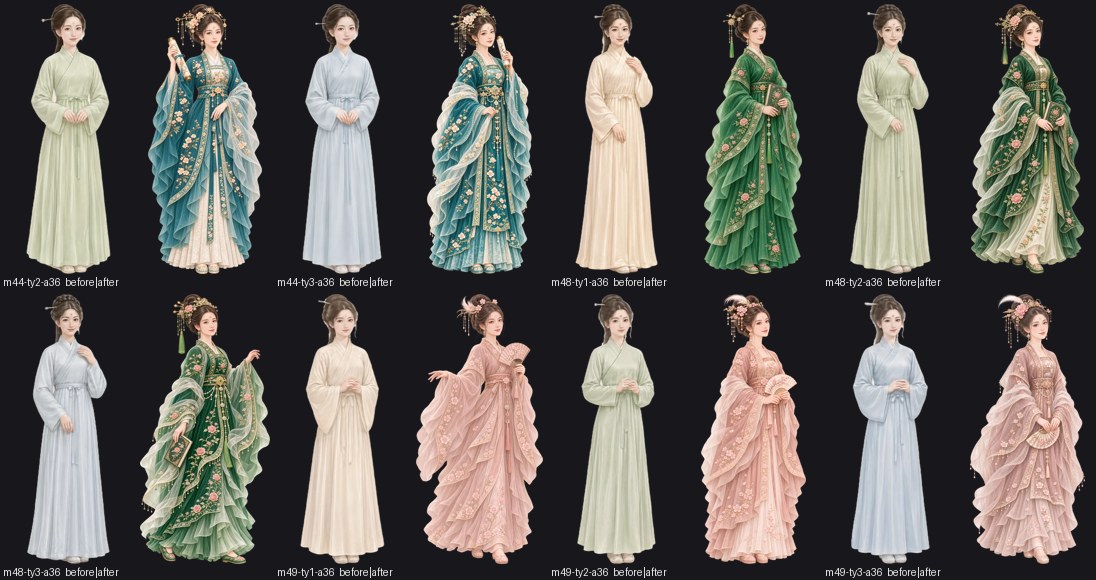 m44-ty2-a36 before|after
m44-ty3-a36 before|after
m48-ty1-a36 before|after
m48-ty2-a36 before|after
m48-ty3-a36 before|after
m49-ty1-a36 before|after
m49-ty2-a36 before|after
m49-ty3-a36 before|after